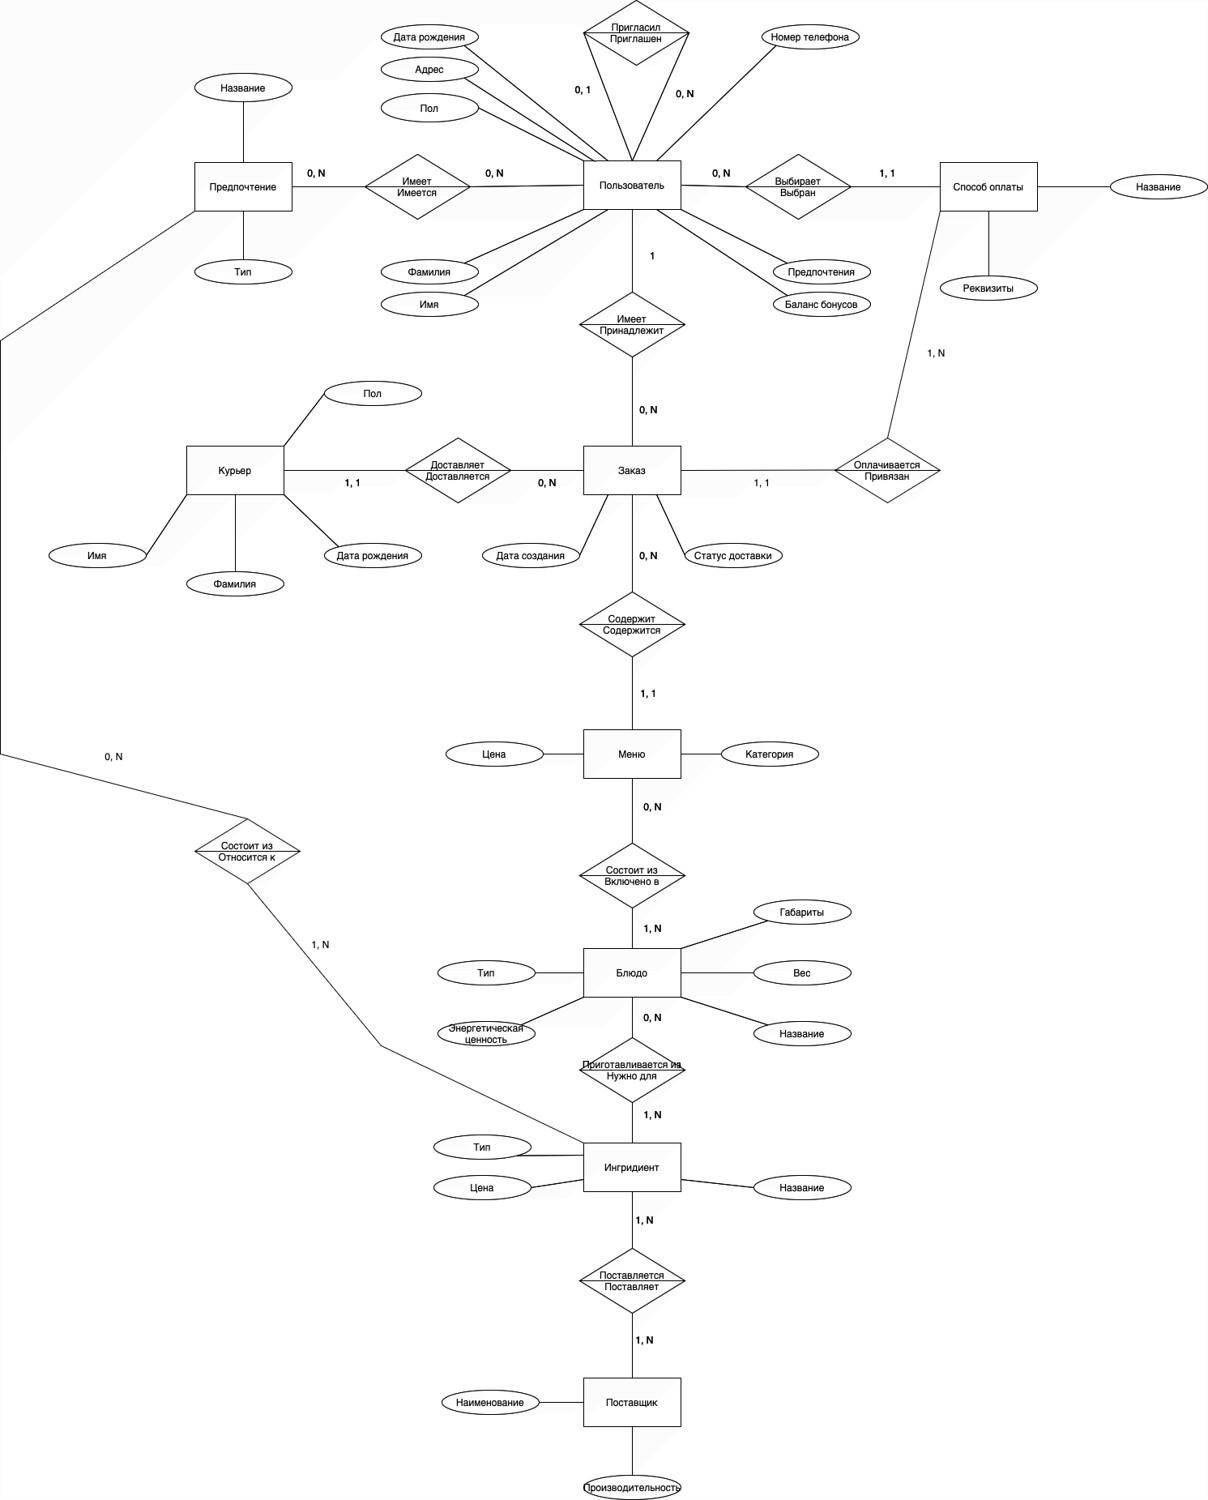 Пригласил
Приглашен
Дата рождения
Номер телефона
Адрес
Название
0, 1
0, N
Пол
0, N
0, N
0, N
1, 1
Предпочтение
Имеет
Имеется
Пользователь
Выбирает
Выбран
Способ оплаты
Название
1
Тип
Фамилия
Предпочтения
Реквизиты
Имя
Баланс бонусов
Имеет
Принадлежит
1, N
Пол
0, N
Курьер
Доставляет
Доставляется
Заказ
Оплачивается
Привязан
1, 1
0, N
1, 1
Имя
Дата рождения
Дата создания
0, N
Статус доставки
Фамилия
Содержит
Содержится
1, 1
0, N
Цена
Меню
Категория
0, N
Состоит из
Относится к
Состоит из
Включено в
Габариты
1, N
1, N
Тип
Блюдо
Вес
0, N
Энергетическая
ценность
Название
Приготавливается из
Нужно для
1, N
Тип
Ингридиент
Цена
Название
1, N
Поставляется
Поставляет
1, N
Наименование
Поставщик
Производительность